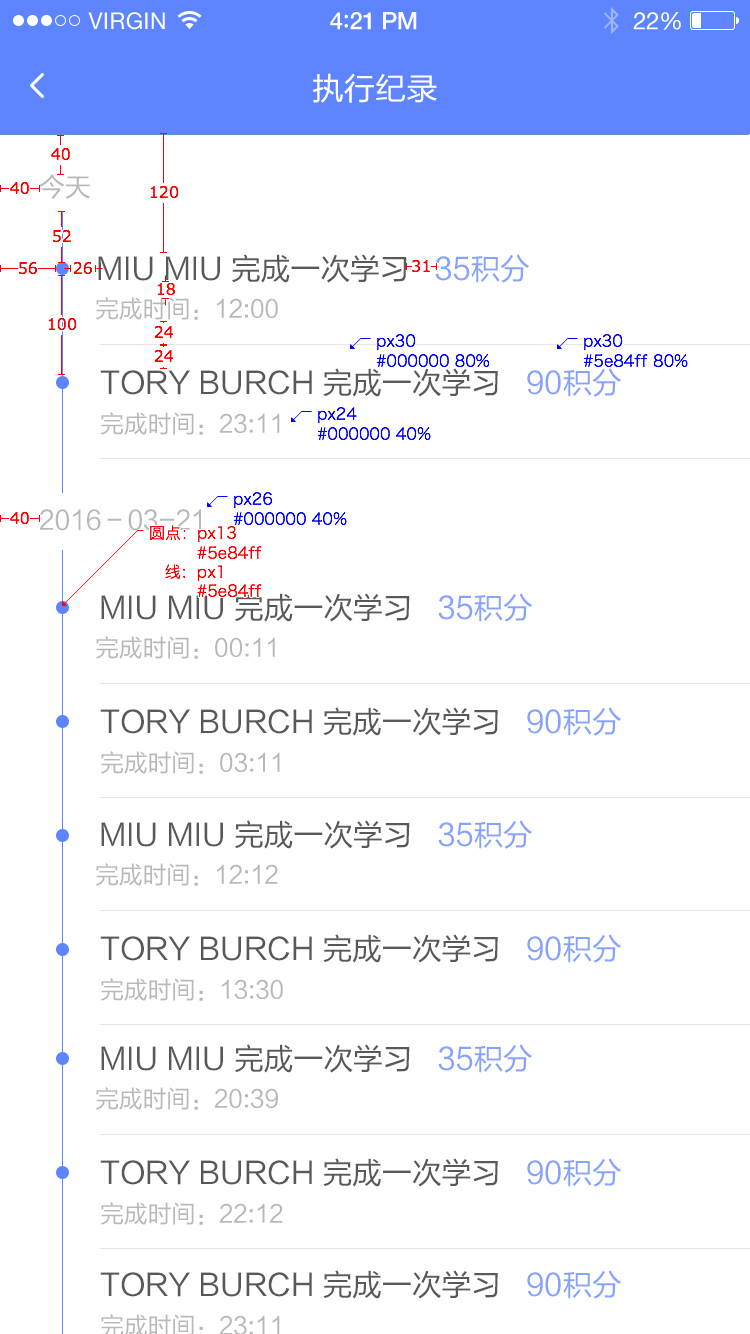 VIRGIN 4:21 PM 22%
执行纪录
40
40 今天
120
52
56 26 MIU MIU 完成一次学习 31 35积分
18
完成时间：12:00
100
24
24
px30
#000000 80%
px30
#5e84ff 80%
TORY BURCH 完成一次学习 90积分
完成时间：23:11
px24
#000000 40%
40 2016-03-21
px26
#000000 40%
圆点：px13
#5e84ff
线：px1
#5e84ff
MIU MIU 完成一次学习 35积分
完成时间：00:11
TORY BURCH 完成一次学习 90积分
完成时间：03:11
MIU MIU 完成一次学习 35积分
完成时间：12:12
TORY BURCH 完成一次学习 90积分
完成时间：13:30
MIU MIU 完成一次学习 35积分
完成时间：20:39
TORY BURCH 完成一次学习 90积分
完成时间：22:12
TORY BURCH 完成一次学习 90积分
完成时间：23:11